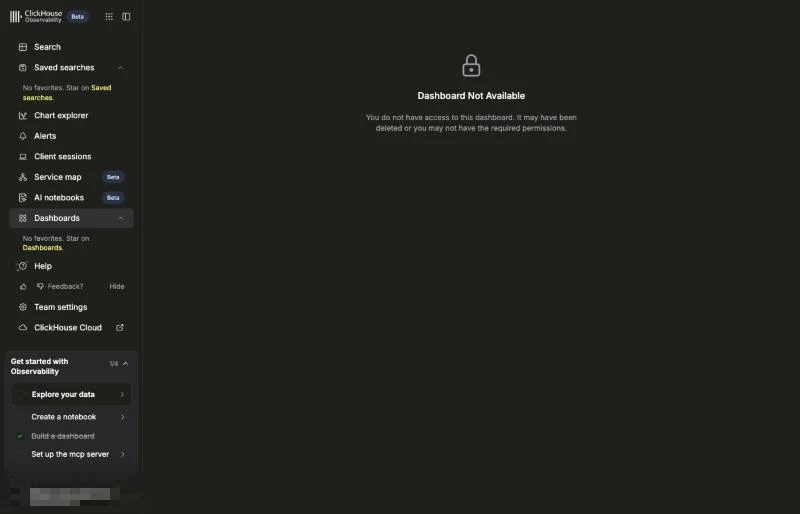 ClickHouse
Observability
Beta
Search
Saved searches
No favorites. Star on Saved
searches.
Chart explorer
Alerts
Client sessions
Service map
Beta
AI notebooks
Beta
Dashboards
No favorites. Star on
Dashboards.
Help
Feedback?
Hide
Team settings
ClickHouse Cloud
Get started with
Observability
1/4
Explore your data
Create a notebook
Build a dashboard
Set up the mcp server
Dashboard Not Available
You do not have access to this dashboard. It may have been
deleted or you may not have the required permissions.